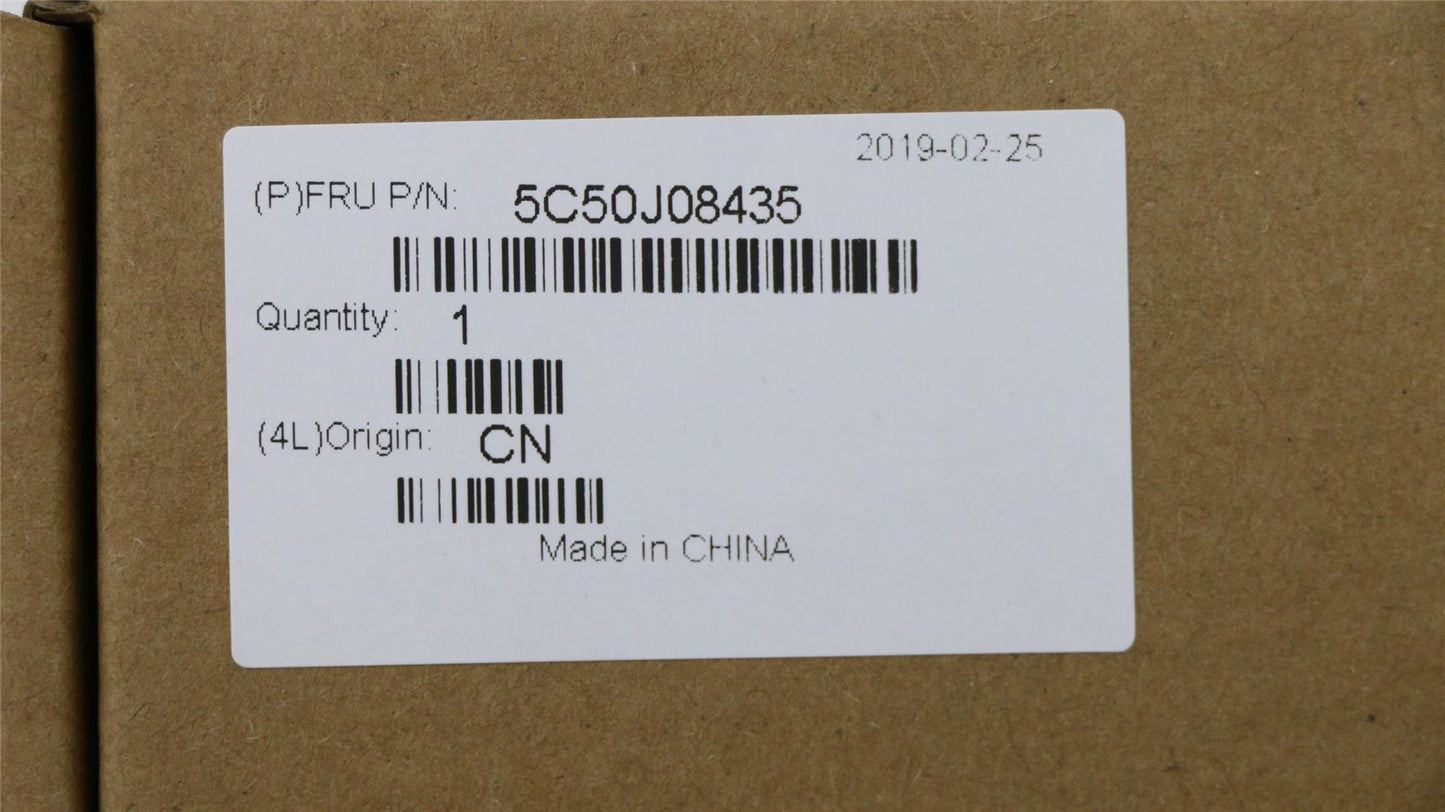 2019-02-25
(P)FRU P/N: 5C50J08435
Quantity: 1
(4L)Origin: CN
Made in CHINA